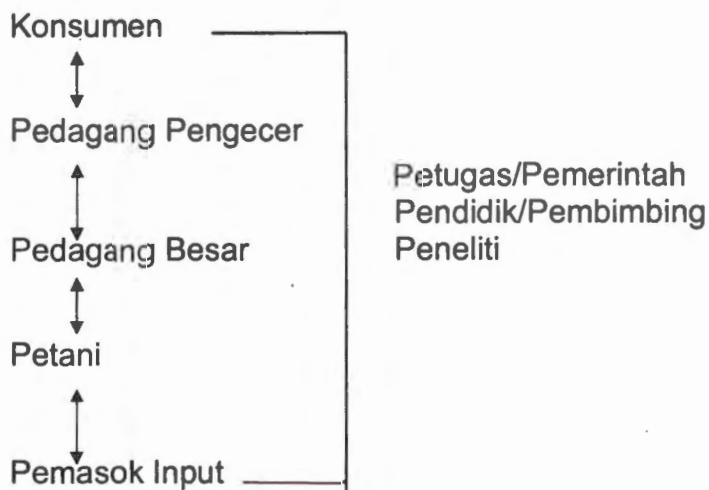 Konsumen
Pedagang Pengecer
Pedagang Besar
Petani
Pemasok Input
Petugas/Pemerintah
Pendidik/Pembimbing
Peneliti